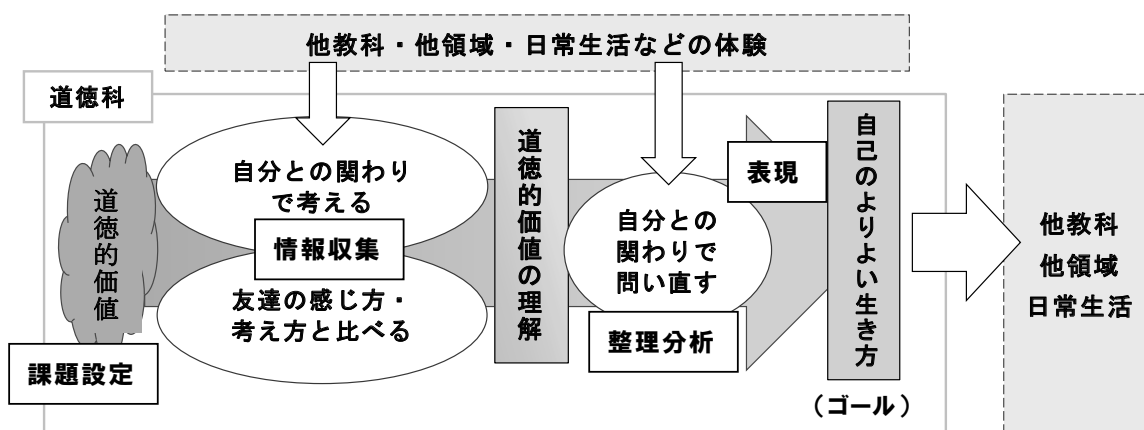 他教科・他領域・日常生活などの体験
道徳科
道徳的価値
課題設定
自分との関わり
で考える
情報収集
友達の感じ方・
考え方と比べる
道徳的価値の理解
自分との
関わりで
問い直す
整理分析
表現
自己のよりよい生き方
（ゴール）
他教科
他領域
日常生活